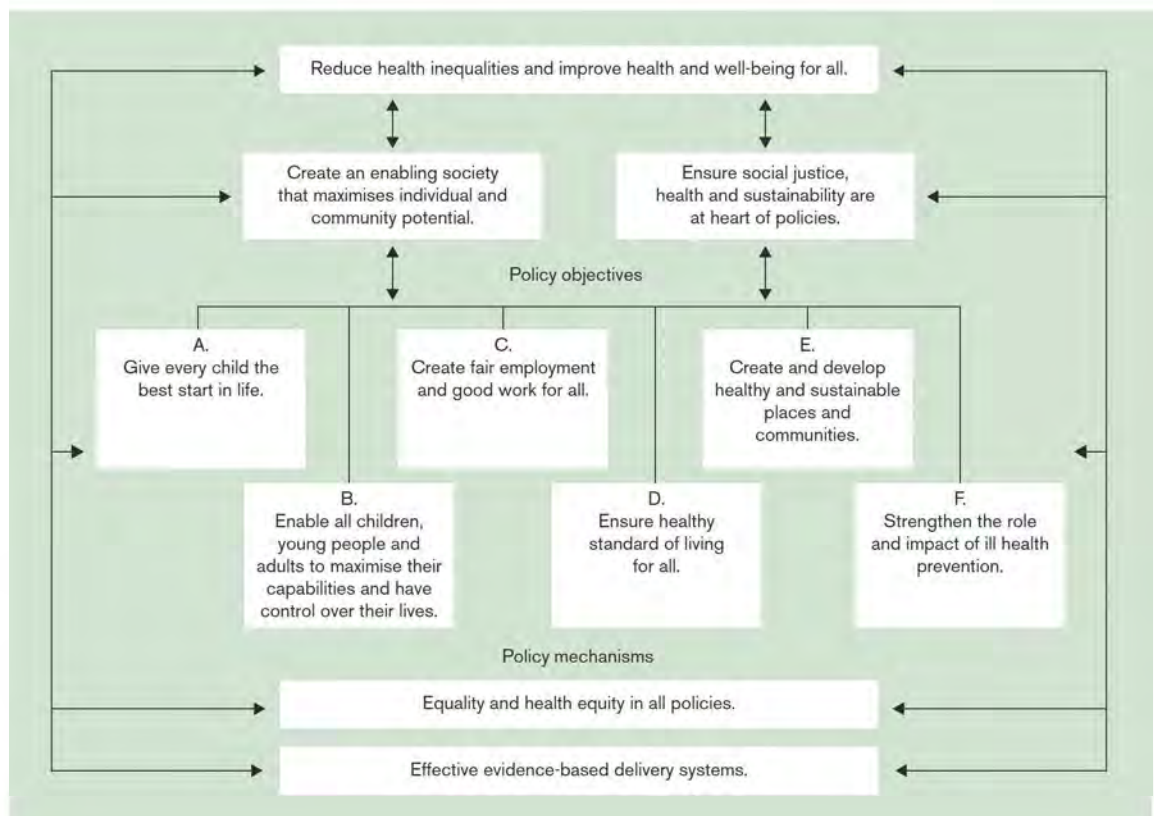 Reduce health inequalities and improve health and well-being for all.
Create an enabling society
that maximises individual and
community potential.
Ensure social justice,
health and sustainability are
at heart of policies.
Policy objectives
A.
Give every child the
best start in life.
C.
Create fair employment
and good work for all.
E.
Create and develop
healthy and sustainable
places and
communities.
B.
Enable all children,
young people and
adults to maximise their
capabilities and have
control over their lives.
D.
Ensure healthy
standard of living
for all.
F.
Strengthen the role
and impact of ill health
prevention.
Policy mechanisms
Equality and health equity in all policies.
Effective evidence-based delivery systems.